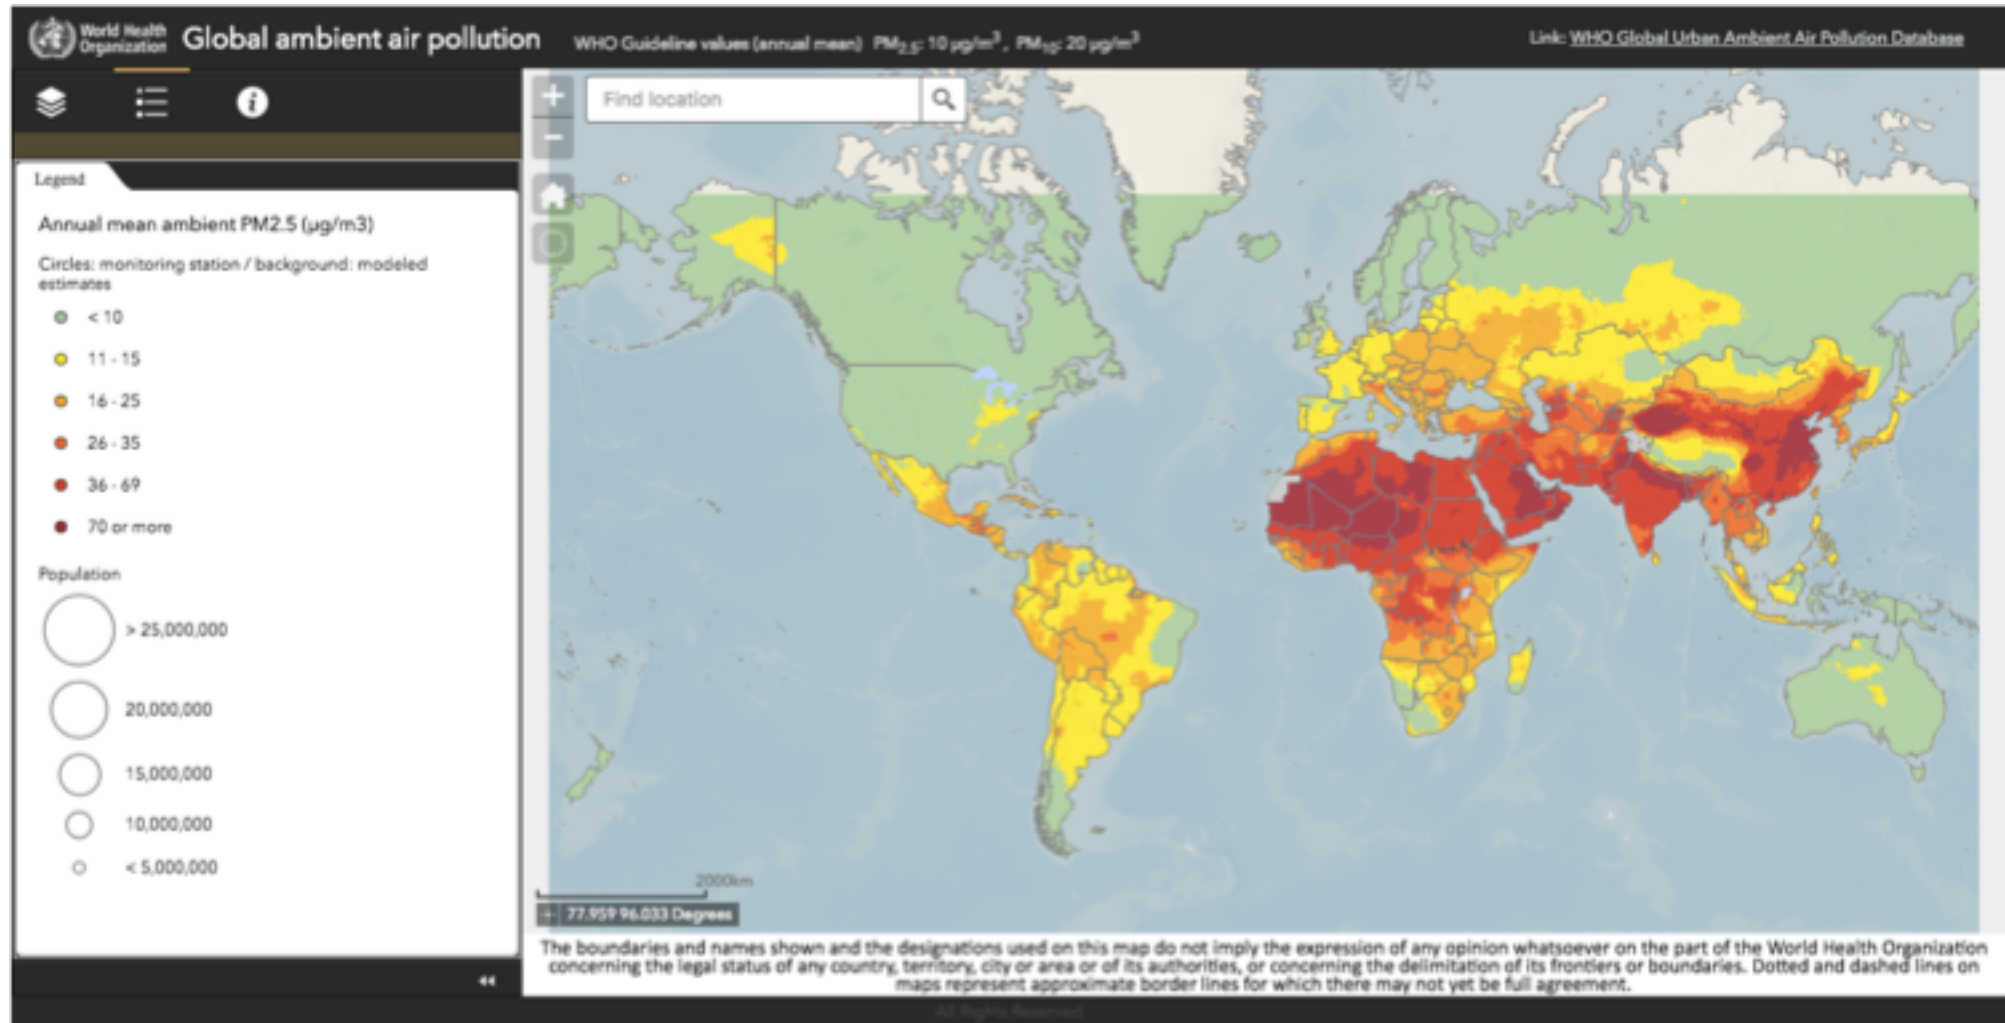 World Health
Organization
Global ambient air pollution
WHO Guideline values (annual mean) PM2.5: 10 μg/m³, PM10: 20 μg/m³
Link: WHO Global Urban Ambient Air Pollution Database
Find location
Legend
Annual mean ambient PM2.5 (μg/m3)
Circles: monitoring station / background: modeled
estimates
< 10
11 - 15
16 - 25
26 - 35
36 - 69
70 or more
Population
> 25,000,000
20,000,000
15,000,000
10,000,000
< 5,000,000
2000km
77.959 96.033 Degrees
The boundaries and names shown and the designations used on this map do not imply the expression of any opinion whatsoever on the part of the World Health Organization
concerning the legal status of any country, territory, city or area or of its authorities, or concerning the delimitation of its frontiers or boundaries. Dotted and dashed lines on
maps represent approximate border lines for which there may not yet be full agreement.
All Rights Reserved